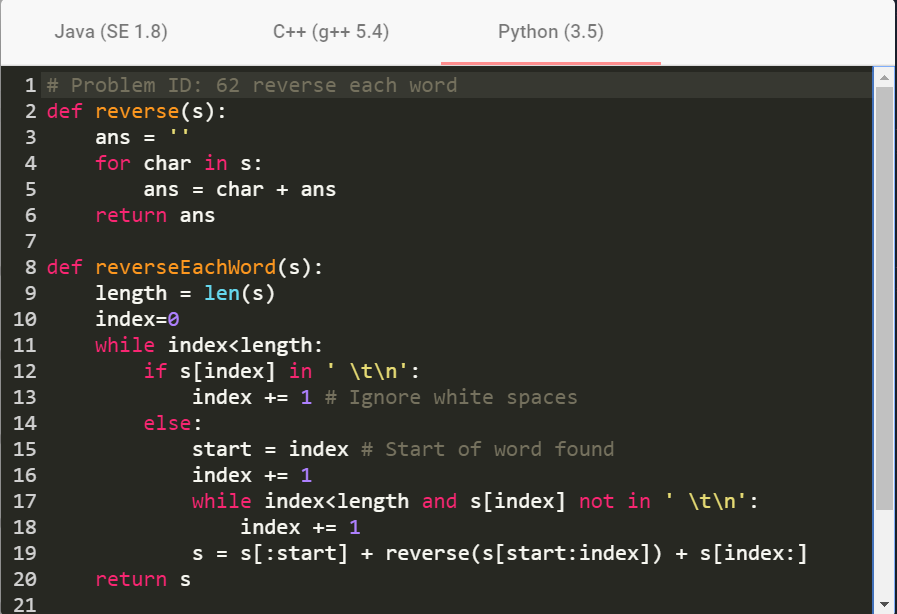 Java (SE 1.8) C++ (g++ 5.4) Python (3.5)
1 # Problem ID: 62 reverse each word
2 def reverse(s):
3     ans = ''
4     for char in s:
5         ans = char + ans
6     return ans
7
8 def reverseEachWord(s):
9     length = len(s)
10     index=0
11     while index<length:
12         if s[index] in ' \t\n':
13             index += 1 # Ignore white spaces
14         else:
15             start = index # Start of word found
16             index += 1
17             while index<length and s[index] not in ' \t\n':
18                 index += 1
19             s = s[:start] + reverse(s[start:index]) + s[index:]
20     return s
21